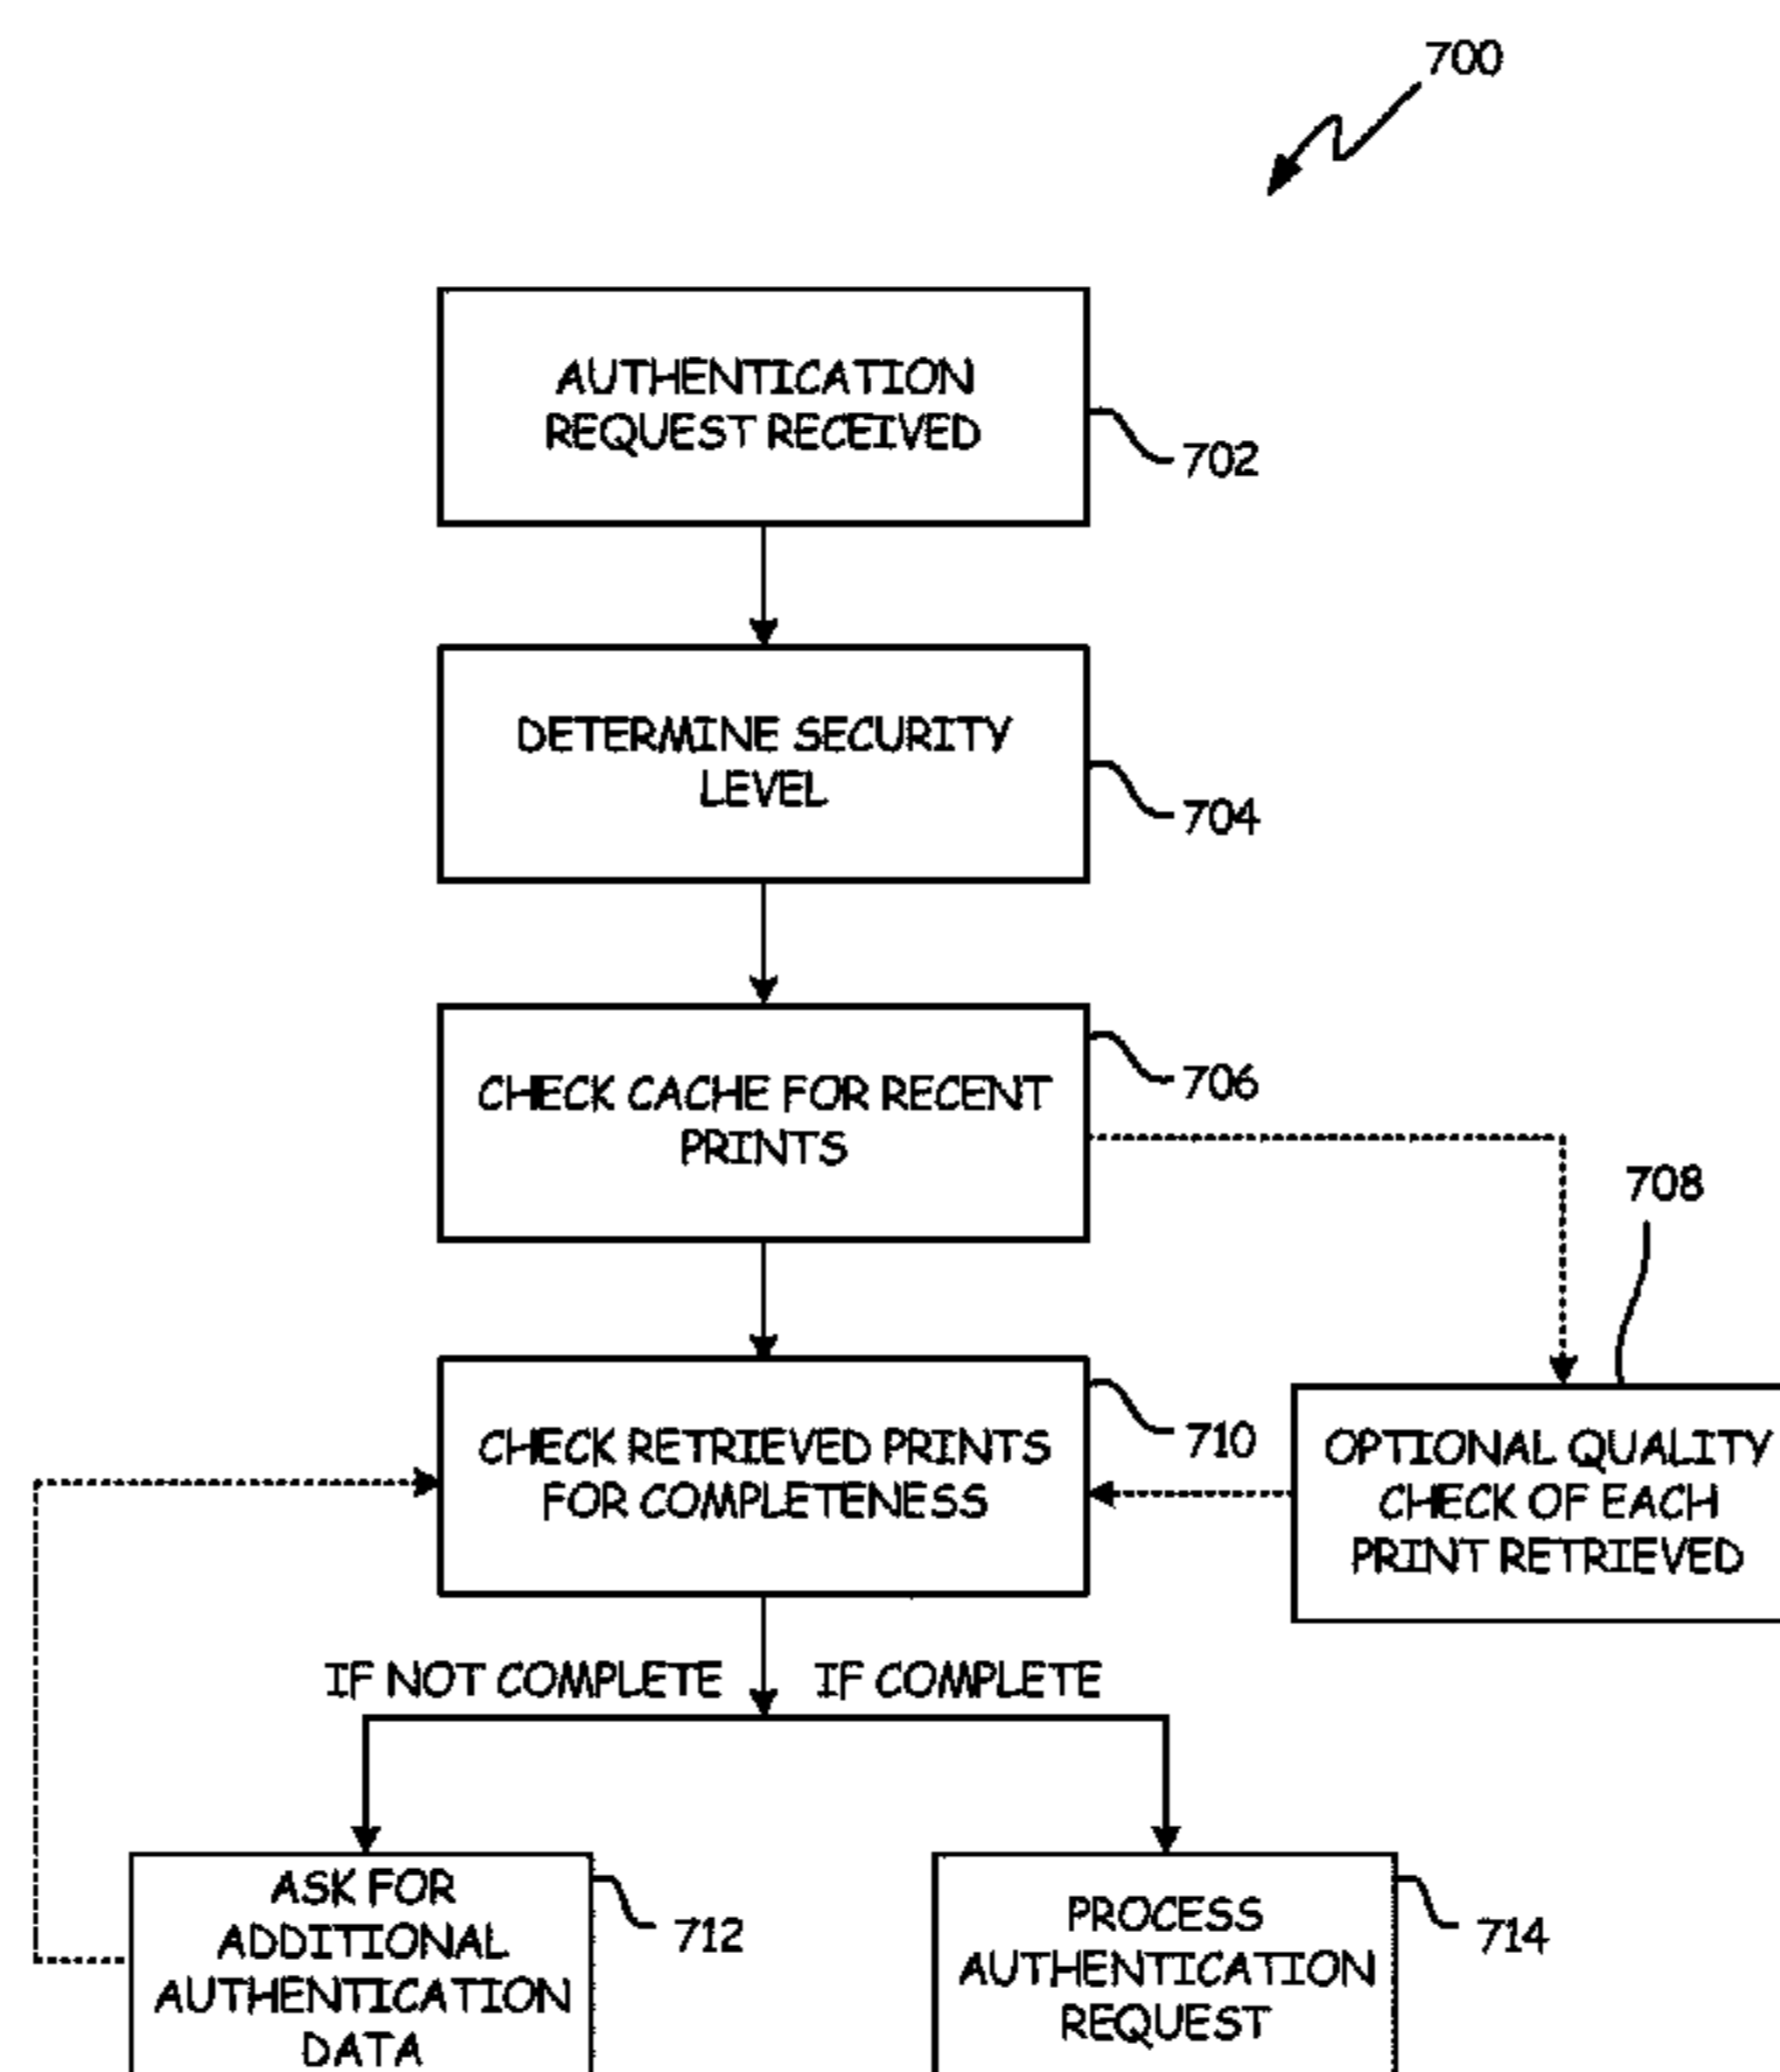 700
AUTHENTICATION
REQUEST RECEIVED
702
DETERMINE SECURITY
LEVEL
704
CHECK CACHE FOR RECENT
PRINTS
706
708
CHECK RETRIEVED PRINTS
FOR COMPLETENESS
710
OPTIONAL QUALITY
CHECK OF EACH
PRINT RETRIEVED
IF NOT COMPLETE
IF COMPLETE
ASK FOR
ADDITIONAL
AUTHENTICATION
DATA
712
PROCESS
AUTHENTICATION
REQUEST
714